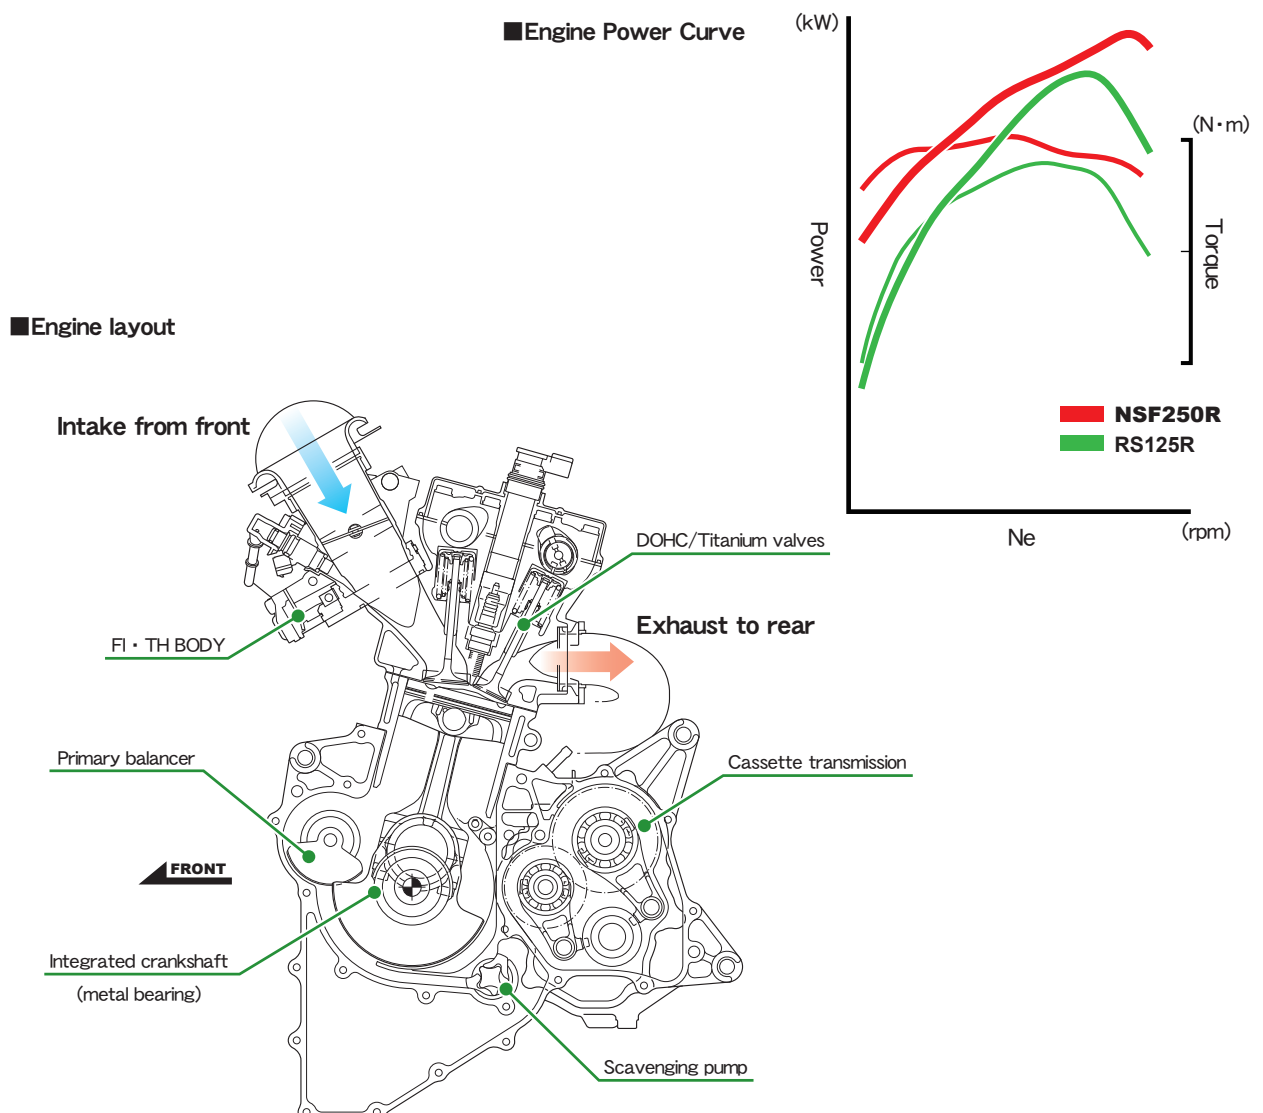 ■Engine Power Curve
(kW)
(N・m)
Power
Torque
NSF250R
RS125R
Ne
(rpm)
■Engine layout
Intake from front
DOHC/Titanium valves
Exhaust to rear
FI・TH BODY
Primary balancer
Cassette transmission
FRONT
Integrated crankshaft
(metal bearing)
Scavenging pump